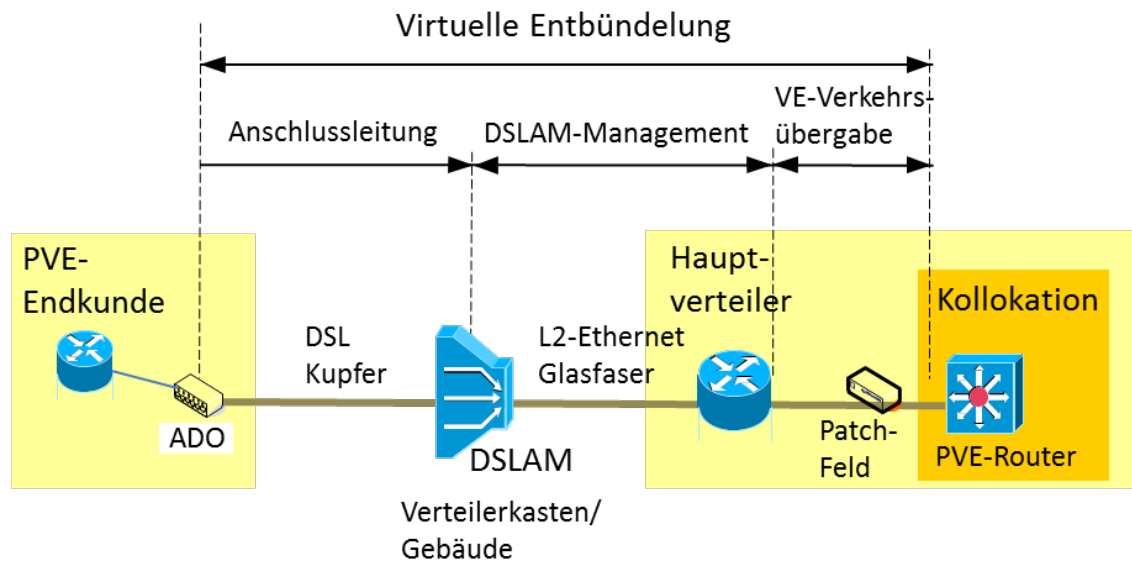 Virtuelle Entbündelung
VE-Verkehrs-
übergabe
Anschlussleitung
DSLAM-Management
PVE-
Endkunde
Haupt-
verteiler
Kollokation
DSL
Kupfer
L2-Ethernet
Glasfaser
ADO
DSLAM
Patch-
Feld
PVE-Router
Verteilerkasten/
Gebäude